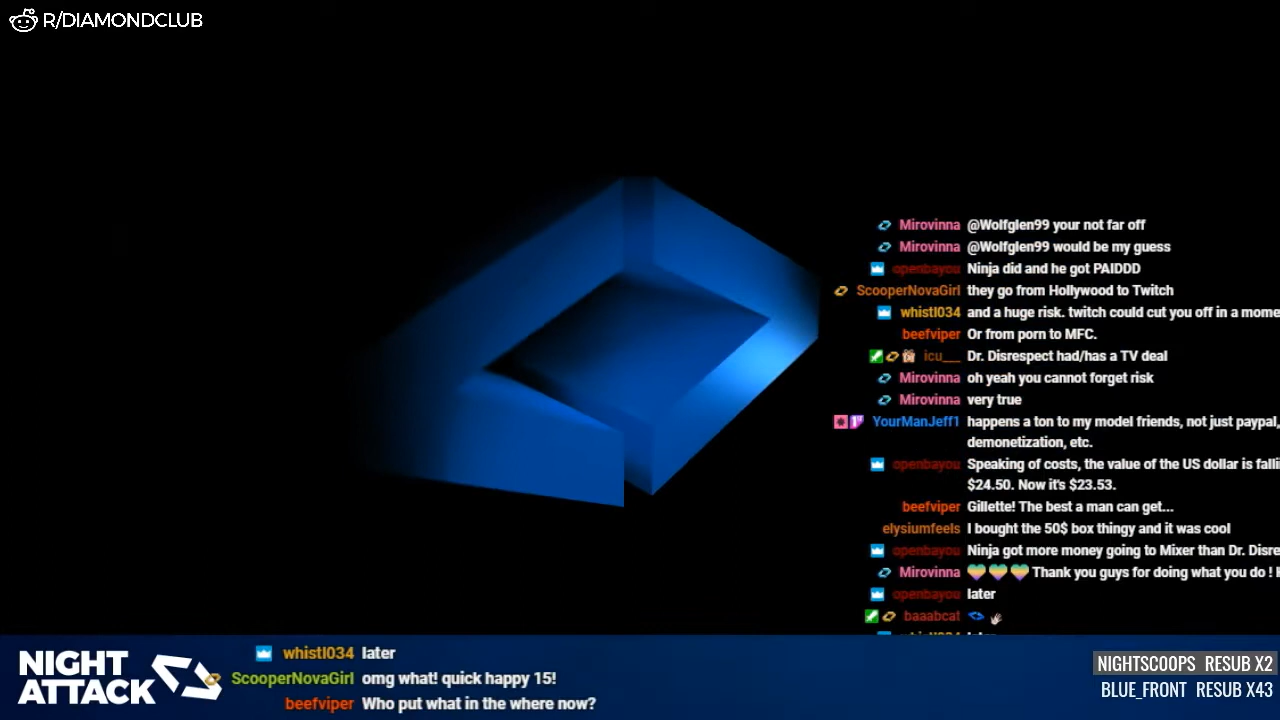 R/DIAMONDCLUB
Mirovinna @Wolfglen99 your not far off
Mirovinna @Wolfglen99 would be my guess
openbayou Ninja did and he got PAIDDD
ScooperNovaGirl they go from Hollywood to Twitch
whistl034 and a huge risk. twitch could cut you off in a mome
beefviper Or from porn to MFC.
icu___ Dr. Disrespect had/has a TV deal
Mirovinna oh yeah you cannot forget risk
Mirovinna very true
YourManJeff1 happens a ton to my model friends, not just paypal,
demonetization, etc.
openbayou Speaking of costs, the value of the US dollar is falli
$24.50. Now it's $23.53.
beefviper Gillette! The best a man can get...
elysiumfeels I bought the 50$ box thingy and it was cool
openbayou Ninja got more money going to Mixer than Dr. Disre
Mirovinna Thank you guys for doing what you do !
openbayou later
baaabcat
NIGHT
ATTACK
whistl034 later
ScooperNovaGirl omg what! quick happy 15!
beefviper Who put what in the where now?
NIGHTSCOOPS RESUB X2
BLUE_FRONT RESUB X43